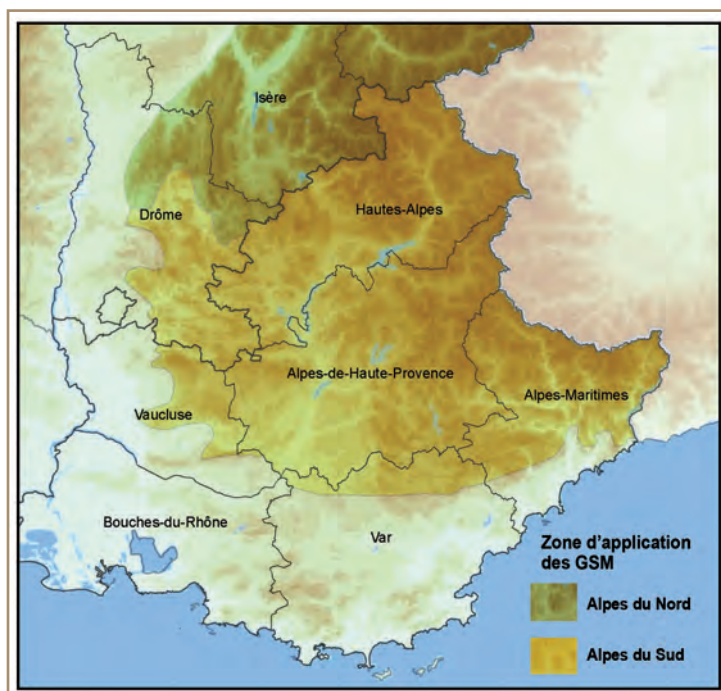 Isère
Hautes-Alpes
Drôme
Alpes-de-Haute-Provence
Alpes-Maritimes
Vaucluse
Bouches-du-Rhône
Var
Zone d'application
des GSM
Alpes du Nord
Alpes du Sud